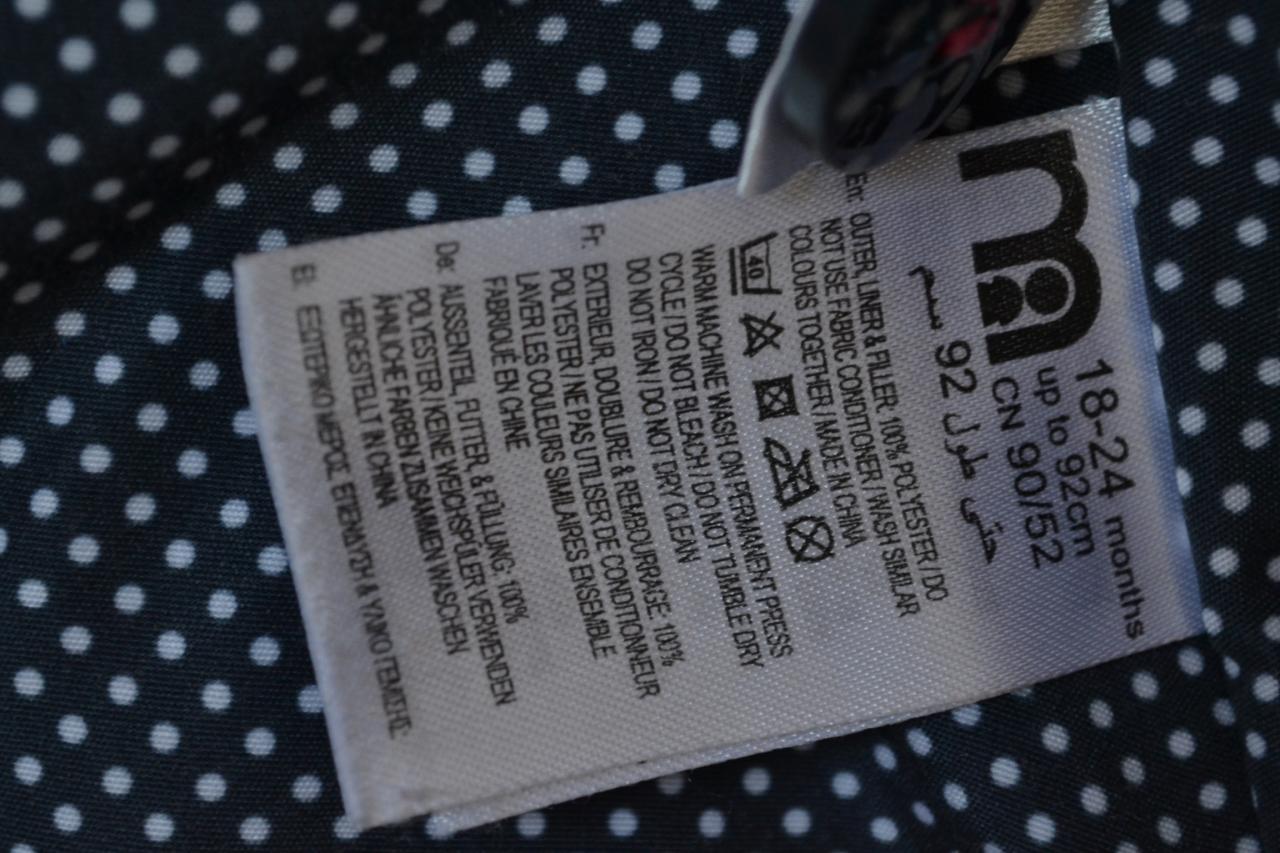 18-24 months
up to 92cm
CN 90/52
حتى طول 92 سم
En: OUTER, LINER & FILLER: 100% POLYESTER / DO
NOT USE FABRIC CONDITIONER / WASH SIMILAR
COLOURS TOGETHER / MADE IN CHINA
40
WARM MACHINE WASH ON PERMANENT PRESS
CYCLE / DO NOT BLEACH / DO NOT TUMBLE DRY
DO NOT IRON / DO NOT DRY CLEAN
Fr: EXTERIEUR, DOUBLURE & REMBOURRAGE: 100%
POLYESTER / NE PAS UTILISER DE CONDITIONNEUR
LAVER LES COULEURS SIMILAIRES ENSEMBLE
FABRIQUÉ EN CHINE
De: AUSSENTEIL, FUTTER, & FÜLLUNG: 100%
POLYESTER / KEINE WEICHSPÜLER VERWENDEN
ÄHNLICHE FARBEN ZUSAMMEN WASCHEN
HERGESTELLT IN CHINA
El: ΕΞΩΤΕΡΙΚΟ ΜΕΡΟΣ, ΕΠΕΝΔΥΣΗ & ΥΛΙΚΟ ΓΕΜΙΣΗΣ: